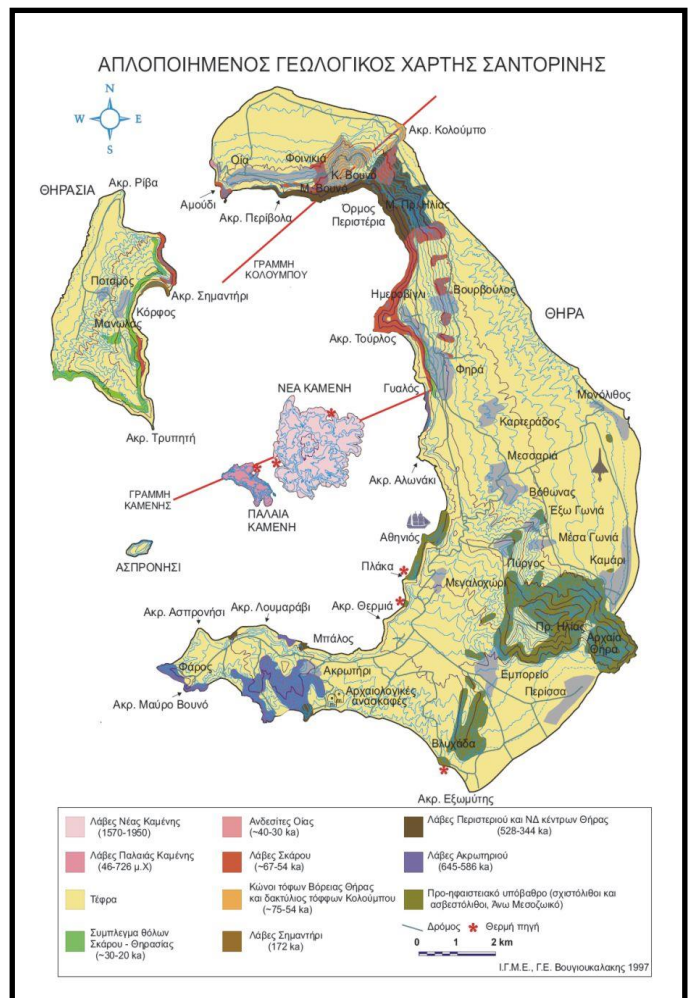 ΑΠΛΟΠΟΙΗΜΕΝΟΣ ΓΕΩΛΟΓΙΚΟΣ ΧΑΡΤΗΣ ΣΑΝΤΟΡΙΝΗΣ
N
W E
S
Ακρ. Κολούμπο
Οία
Φοινικιά
Κ. Βουνό
Μ. Βουνό
ΘΗΡΑΣΙΑ
Ακρ. Ρίβα
Αμούδι
Ακρ. Περίβολα
Όρμος
Περιστέρια
Μ. Πρ. Ηλίας
ΓΡΑΜΜΗ
ΚΟΛΟΥΜΠΟΥ
Ποταμός
Ακρ. Σημαντήρι
Κόρφος
Μανωλάς
Ημεροβίγλι
Βουρβούλος
ΘΗΡΑ
Ακρ. Τούρλος
Φηρά
ΝΕΑ ΚΑΜΕΝΗ
Γυαλός
Μονόλιθος
Καρτεράδος
Ακρ. Τρυπητή
Μεσσαριά
Ακρ. Αλωνάκι
ΓΡΑΜΜΗ
ΚΑΜΕΝΗΣ
ΠΑΛΑΙΑ
ΚΑΜΕΝΗ
Βόθωνας
Έξω Γωνιά
Αθηνιός
Μέσα Γωνιά
ΑΣΠΡΟΝΗΣΙ
Πλάκα
Πύργος
Καμάρι
Μεγαλοχώρι
Ακρ. Θερμιά
Ακρ. Ασπρονήσι
Ακρ. Λουμαράβι
Μπάλος
Πρ. Ηλίας
Αρχαία
Θήρα
Φάρος
Ακρωτήρι
Εμπορείο
Περίσσα
Ακρ. Μαύρο Βουνό
Αρχαιολογικές
ανασκαφές
Βλυχάδα
Ακρ. Εξωμύτης
Λάβες Νέας Καμένης
(1570-1950)
Λάβες Παλαιάς Καμένης
(46-726 μ.Χ)
Τέφρα
Συμπλεγμα θόλων
Σκάρου - Θηρασίας
(~30-20 ka)
Ανδεσίτες Οίας
(~40-30 ka)
Λάβες Σκάρου
(~67-54 ka)
Κώνοι τόφων Βόρειας Θήρας
και δακτύλιος τόφφων Κολούμπου
(~75-54 ka)
Λάβες Σημαντήρι
(172 ka)
Λάβες Περιστεριού και ΝΔ κέντρων Θήρας
(528-344 ka)
Λάβες Ακρωτηριού
(645-586 ka)
Προ-ηφαιστειακό υπόβαθρο (σχιστόλιθοι και
ασβεστόλιθοι, Άνω Μεσοζωικό)
Δρόμος * Θερμή πηγή
0 1 2 km
Ι.Γ.Μ.Ε., Γ.Ε. Βουγιουκαλακης 1997